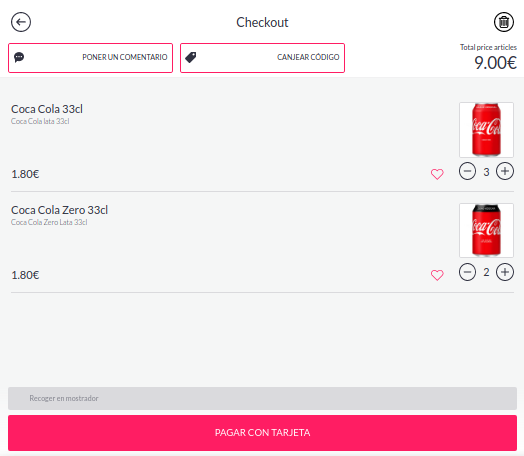 Checkout
PONER UN COMENTARIO
CANJEAR CÓDIGO
Total price articles
9.00€
Coca Cola 33cl
Coca Cola lata 33cl
1.80€
3
Coca Cola Zero 33cl
Coca Cola Zero Lata 33cl
1.80€
2
Recoger en mostrador
PAGAR CON TARJETA